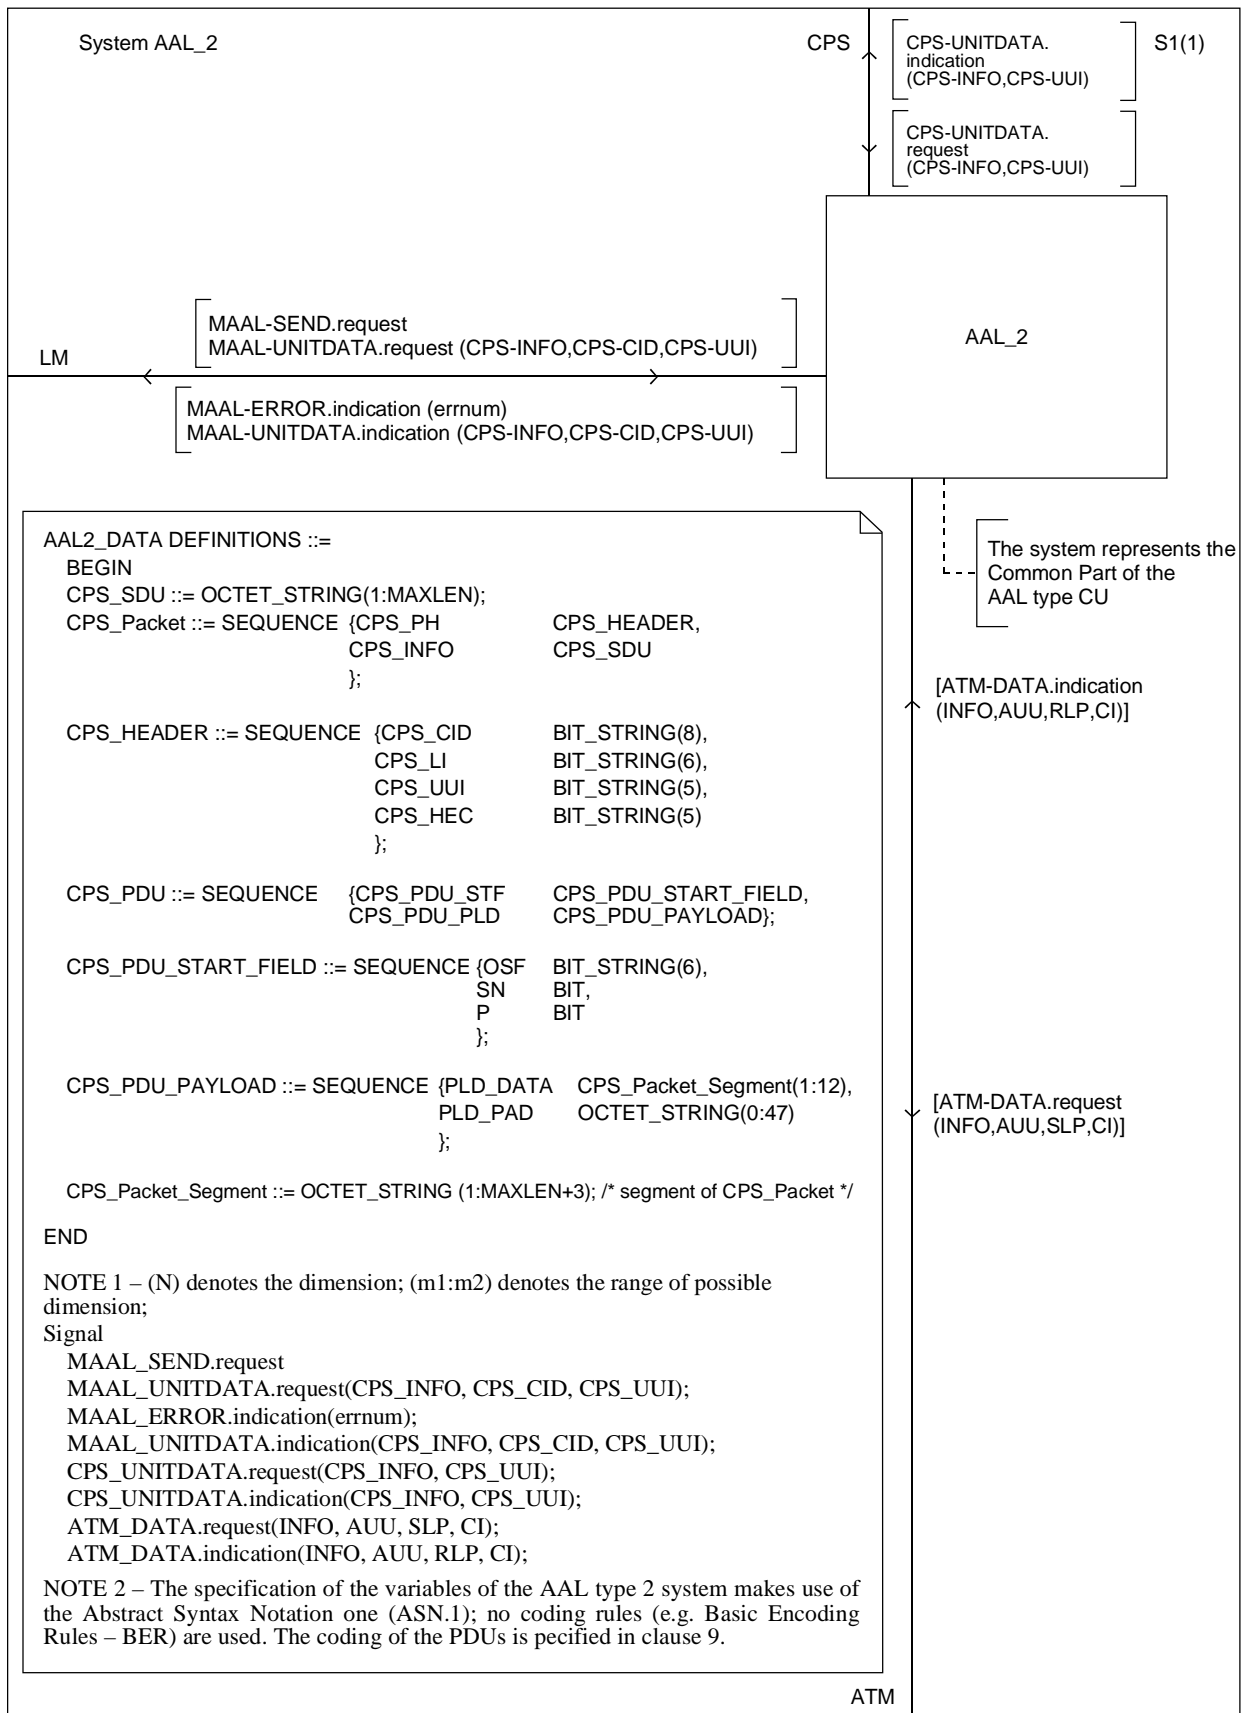 System AAL_2
CPS
CPS-UNITDATA.
indication
(CPS-INFO,CPS-UUI)
S1(1)
CPS-UNITDATA.
request
(CPS-INFO,CPS-UUI)
AAL_2
MAAL-SEND.request
MAAL-UNITDATA.request (CPS-INFO,CPS-CID,CPS-UUI)
LM
MAAL-ERROR.indication (errnum)
MAAL-UNITDATA.indication (CPS-INFO,CPS-CID,CPS-UUI)
The system represents the
Common Part of the
AAL type CU
[ATM-DATA.indication
(INFO,AUU,RLP,CI)]
[ATM-DATA.request
(INFO,AUU,SLP,CI)]
AAL2_DATA DEFINITIONS ::=
BEGIN
CPS_SDU ::= OCTET_STRING(1:MAXLEN);
CPS_Packet ::= SEQUENCE {CPS_PH CPS_HEADER,
CPS_INFO CPS_SDU
};
CPS_HEADER ::= SEQUENCE {CPS_CID BIT_STRING(8),
CPS_LI BIT_STRING(6),
CPS_UUI BIT_STRING(5),
CPS_HEC BIT_STRING(5)
};
CPS_PDU ::= SEQUENCE {CPS_PDU_STF CPS_PDU_START_FIELD,
CPS_PDU_PLD CPS_PDU_PAYLOAD};
CPS_PDU_START_FIELD ::= SEQUENCE {OSF BIT_STRING(6),
SN BIT,
P BIT
};
CPS_PDU_PAYLOAD ::= SEQUENCE {PLD_DATA CPS_Packet_Segment(1:12),
PLD_PAD OCTET_STRING(0:47)
};
CPS_Packet_Segment ::= OCTET_STRING (1:MAXLEN+3); /* segment of CPS_Packet */
END
NOTE 1 – (N) denotes the dimension; (m1:m2) denotes the range of possible
dimension;
Signal
MAAL_SEND.request
MAAL_UNITDATA.request(CPS_INFO, CPS_CID, CPS_UUI);
MAAL_ERROR.indication(errnum);
MAAL_UNITDATA.indication(CPS_INFO, CPS_CID, CPS_UUI);
CPS_UNITDATA.request(CPS_INFO, CPS_UUI);
CPS_UNITDATA.indication(CPS_INFO, CPS_UUI);
ATM_DATA.request(INFO, AUU, SLP, CI);
ATM_DATA.indication(INFO, AUU, RLP, CI);
NOTE 2 – The specification of the variables of the AAL type 2 system makes use of
the Abstract Syntax Notation one (ASN.1); no coding rules (e.g. Basic Encoding
Rules – BER) are used. The coding of the PDUs is pecified in clause 9.
ATM